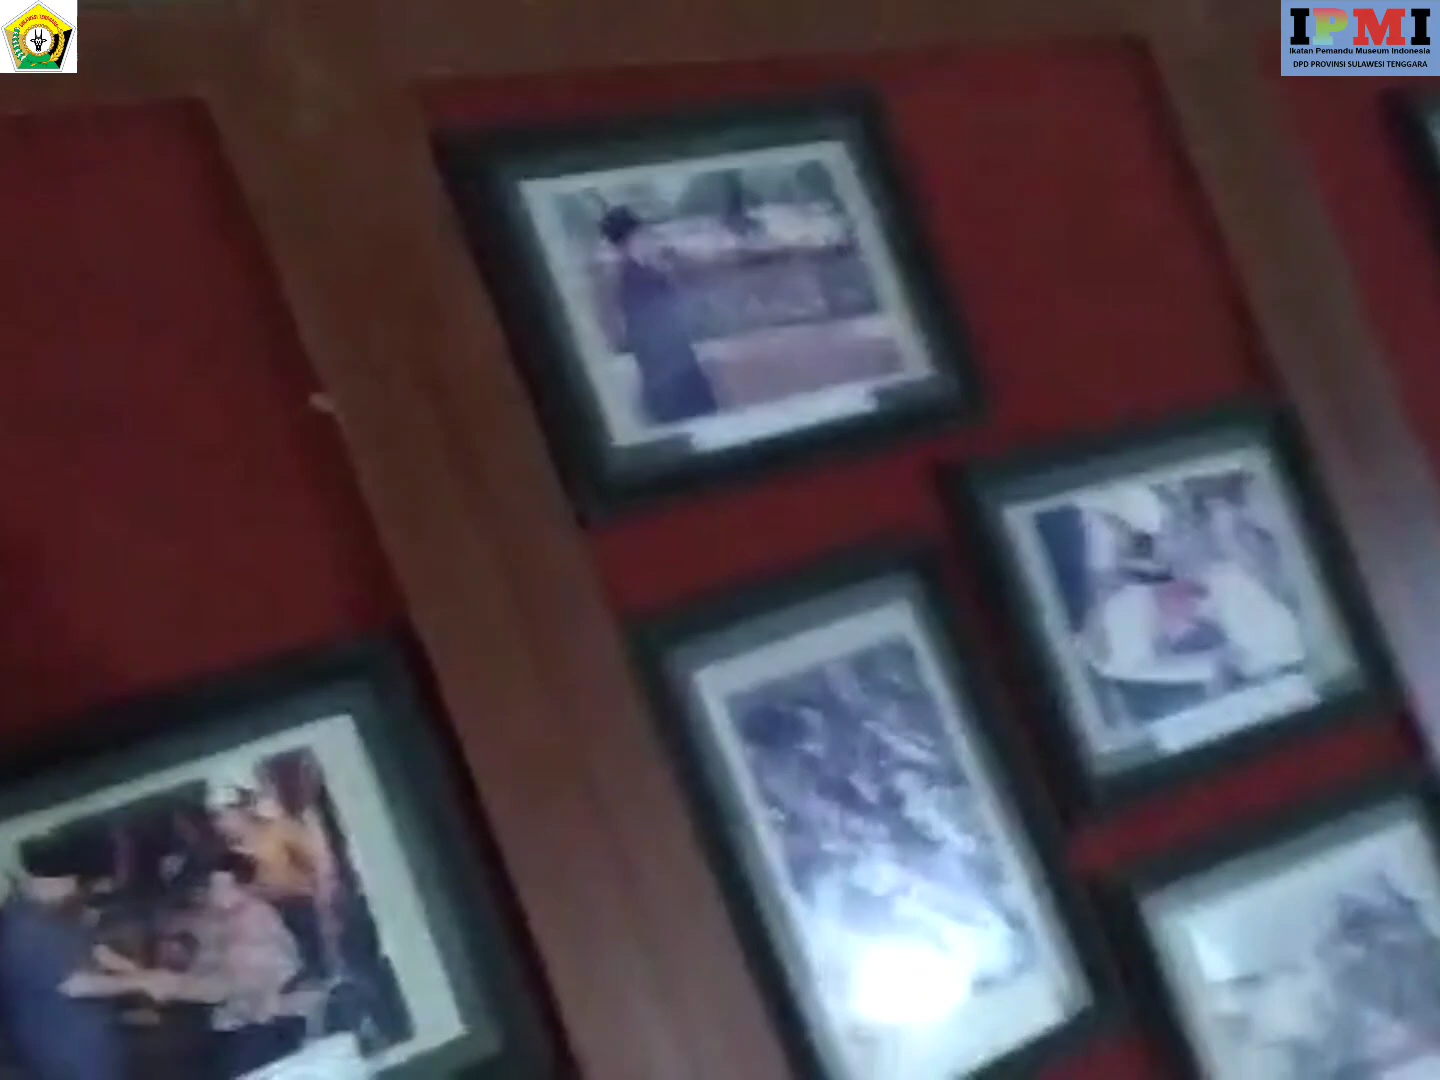 IPMI
Ikatan Pemandu Museum Indonesia
DPD PROVINSI SULAWESI TENGGARA